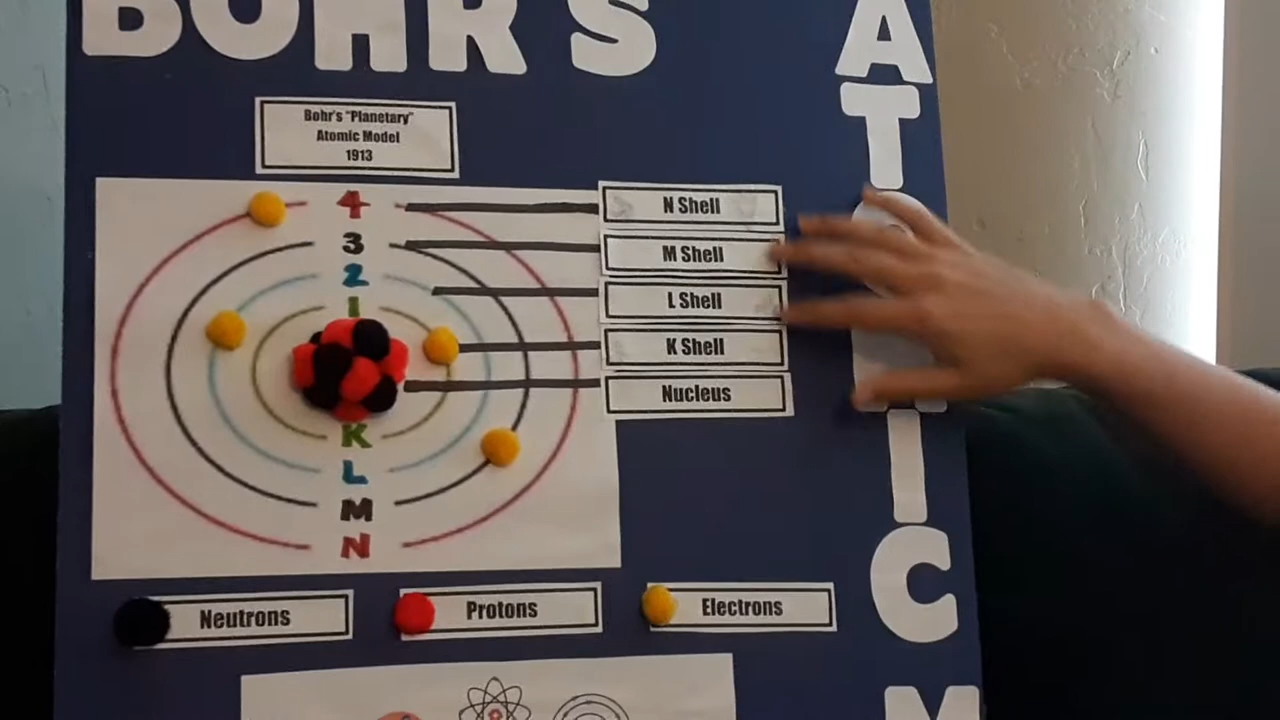 BOHR'S
Bohr's "Planetary"
Atomic Model
1913
4
3
2
1
K
L
M
N
N Shell
M Shell
L Shell
K Shell
Nucleus
Neutrons
Protons
Electrons
A
T
I
C
M